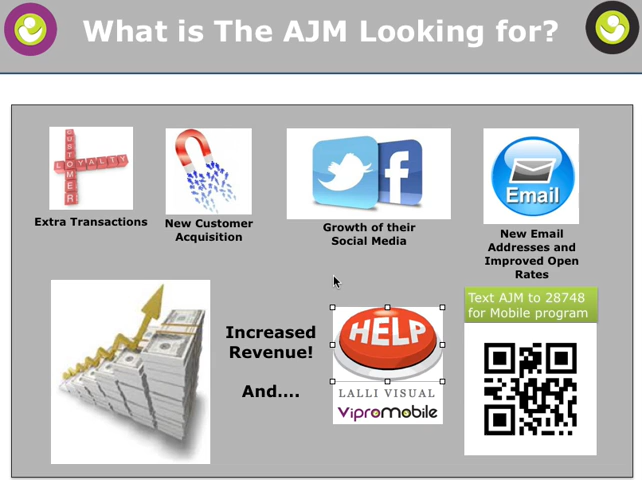 What is The AJM Looking for?
CUSTOMER
LOYALTY
Extra Transactions
New Customer
Acquisition
Growth of their
Social Media
Email
New Email
Addresses and
Improved Open
Rates
Increased
Revenue!
And....
HELP
LALLI VISUAL
Vipromobile
Text AJM to 28748
for Mobile program